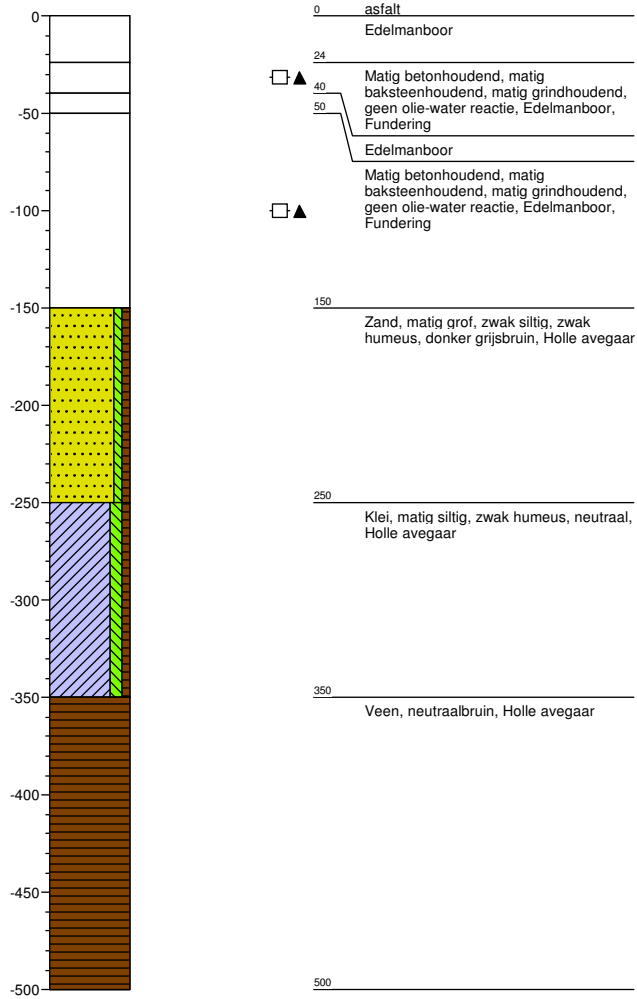 -0
-50
-100
-150
-200
-250
-300
-350
-400
-450
-500
0 asfalt
Edelmanboor
24
Matig betonhoudend, matig
baksteenhoudend, matig grindhoudend,
geen olie-water reactie, Edelmanboor,
Fundering
40
Edelmanboor
50
Matig betonhoudend, matig
baksteenhoudend, matig grindhoudend,
geen olie-water reactie, Edelmanboor,
Fundering
150
Zand, matig grof, zwak siltig, zwak
humeus, donker grijsbruin, Holle avegaar
250
Klei, matig siltig, zwak humeus, neutraal,
Holle avegaar
350
Veen, neutraalbruin, Holle avegaar
500